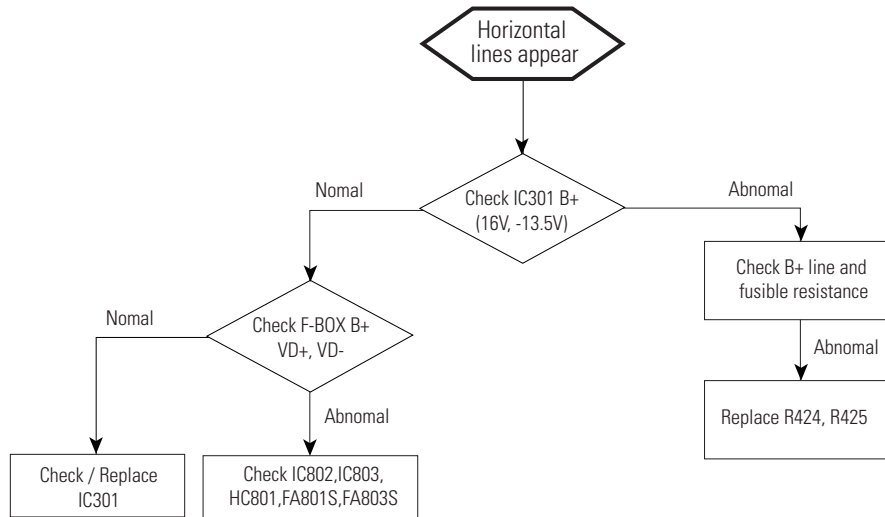 Horizontal
lines appear
Nomal
Check IC301 B+
(16V, -13.5V)
Abnomal
Check B+ line and
fusible resistance
Nomal
Check F-BOX B+
VD+, VD-
Abnomal
Abnomal
Replace R424, R425
Check / Replace
IC301
Check IC802,IC803,
HC801,FA801S,FA803S